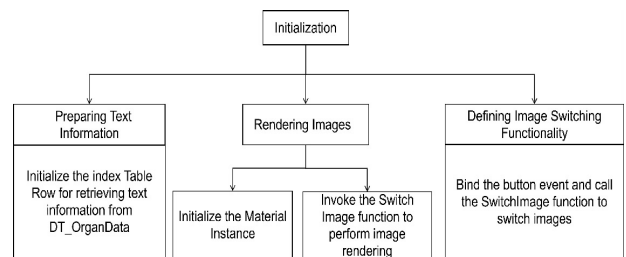 Initialization
Preparing Text
Information
Rendering Images
Defining Image Switching
Functionality
Initialize the index Table
Row for retrieving text
information from
DT_OrganData
Initialize the Material
Instance
Invoke the Switch
Image function to
perform image
rendering
Bind the button event and call
the SwitchImage function to
switch images